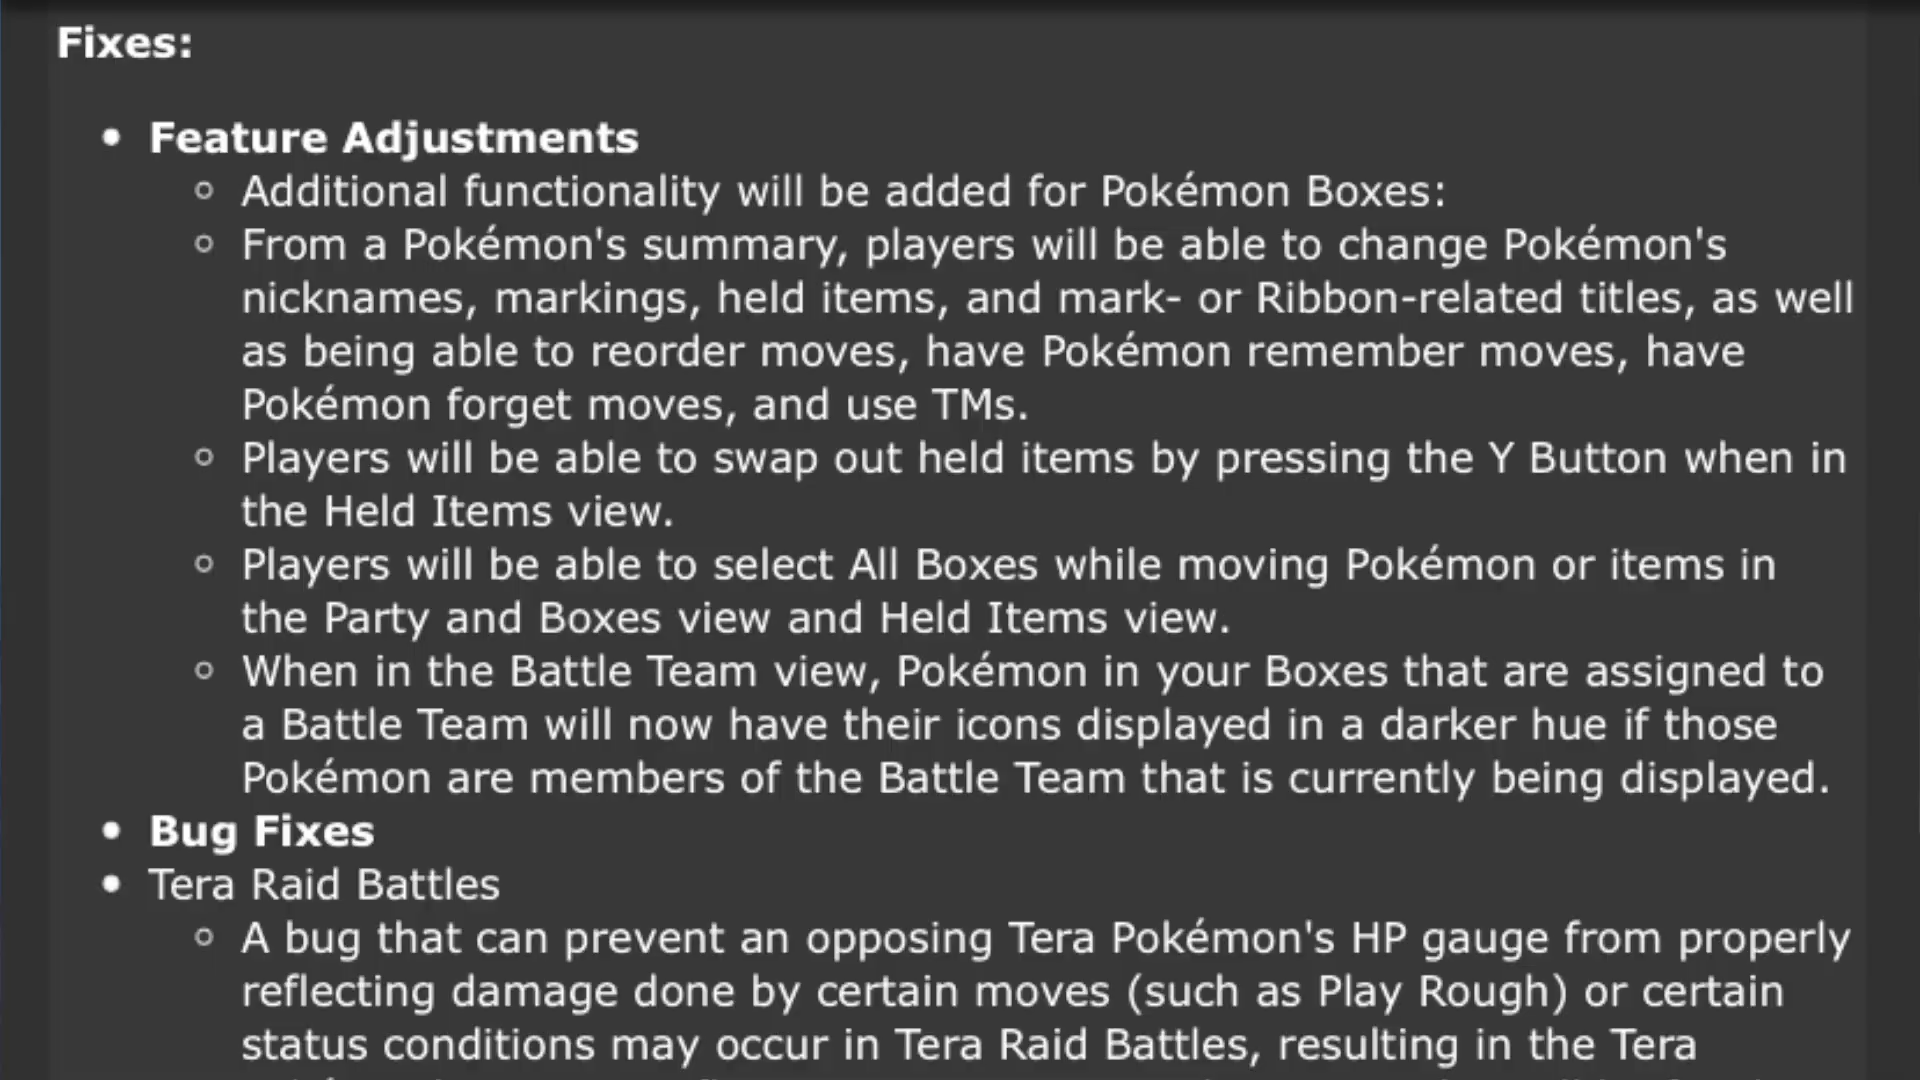 Fixes:
• Feature Adjustments
◦ Additional functionality will be added for Pokémon Boxes:
◦ From a Pokémon's summary, players will be able to change Pokémon's
nicknames, markings, held items, and mark- or Ribbon-related titles, as well
as being able to reorder moves, have Pokémon remember moves, have
Pokémon forget moves, and use TMs.
◦ Players will be able to swap out held items by pressing the Y Button when in
the Held Items view.
◦ Players will be able to select All Boxes while moving Pokémon or items in
the Party and Boxes view and Held Items view.
◦ When in the Battle Team view, Pokémon in your Boxes that are assigned to
a Battle Team will now have their icons displayed in a darker hue if those
Pokémon are members of the Battle Team that is currently being displayed.
• Bug Fixes
• Tera Raid Battles
◦ A bug that can prevent an opposing Tera Pokémon's HP gauge from properly
reflecting damage done by certain moves (such as Play Rough) or certain
status conditions may occur in Tera Raid Battles, resulting in the Tera